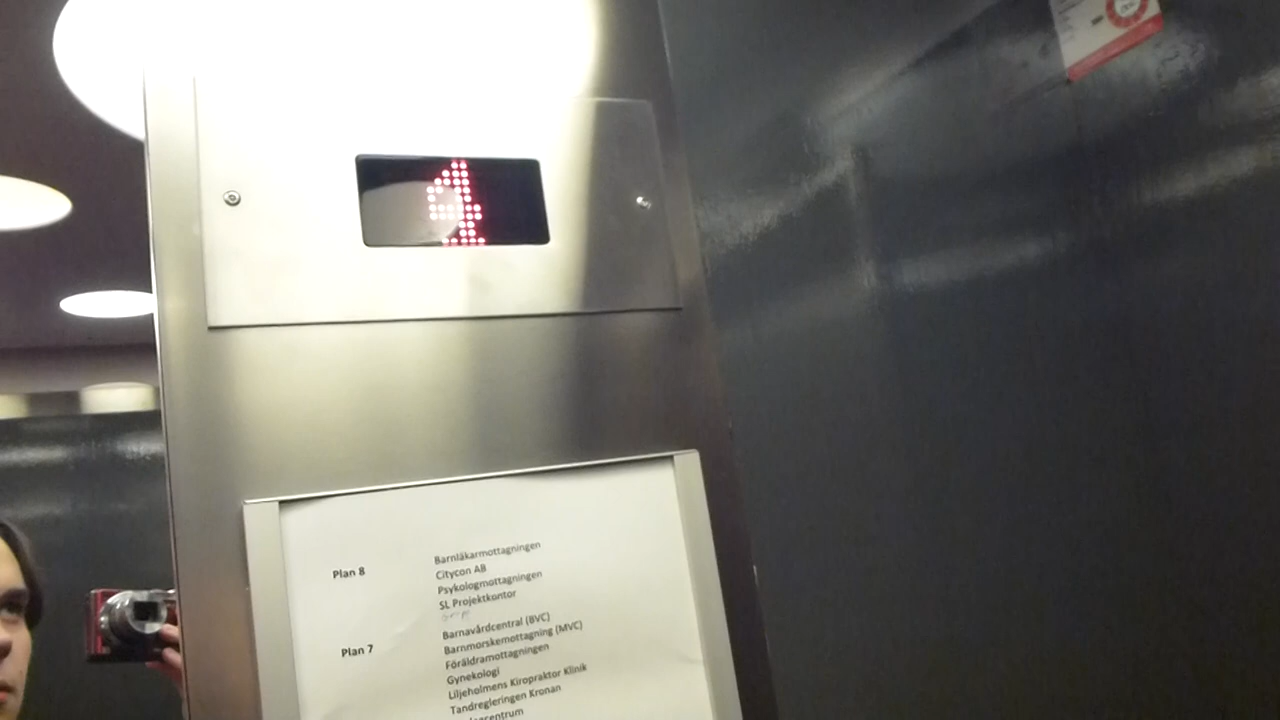 4
Plan 8
Barnläkarmottagningen
Citycon AB
Psykologmottagningen
SL Projektkontor
Plan 7
Barnavårdcentral (BVC)
Barnmorskemottagning (MVC)
Föräldramottagningen
Gynekologi
Liljeholmens Kiropraktor Klinik
Tandregleringen Kronan